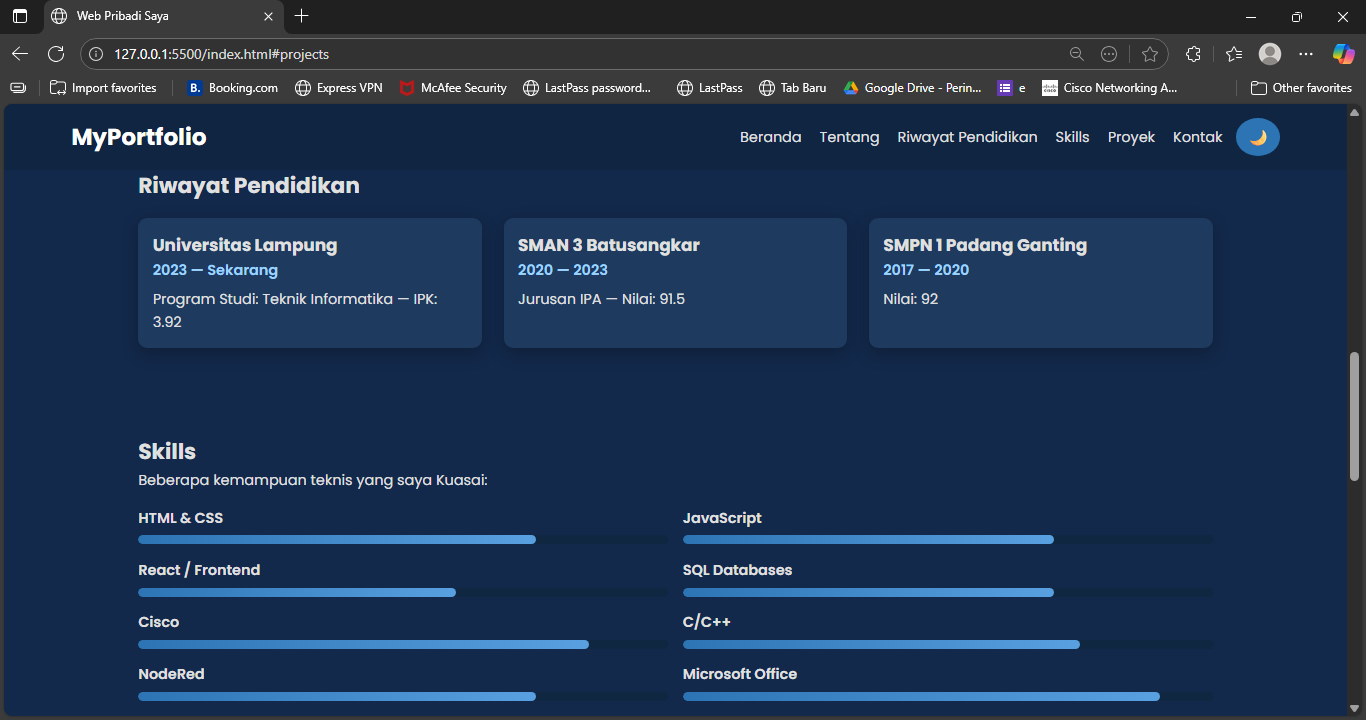 Web Pribadi Saya
127.0.0.1:5500/index.html#projects
Import favorites
B. Booking.com
Express VPN
McAfee Security
LastPass password...
LastPass
Tab Baru
Google Drive - Perin...
e
Cisco Networking A...
Other favorites
MyPortfolio
Beranda
Tentang
Riwayat Pendidikan
Skills
Proyek
Kontak
Riwayat Pendidikan
Universitas Lampung
2023 — Sekarang
Program Studi: Teknik Informatika — IPK:
3.92
SMAN 3 Batusangkar
2020 — 2023
Jurusan IPA — Nilai: 91.5
SMPN 1 Padang Ganting
2017 — 2020
Nilai: 92
Skills
Beberapa kemampuan teknis yang saya Kuasai:
HTML & CSS
JavaScript
React / Frontend
SQL Databases
Cisco
C/C++
NodeRed
Microsoft Office